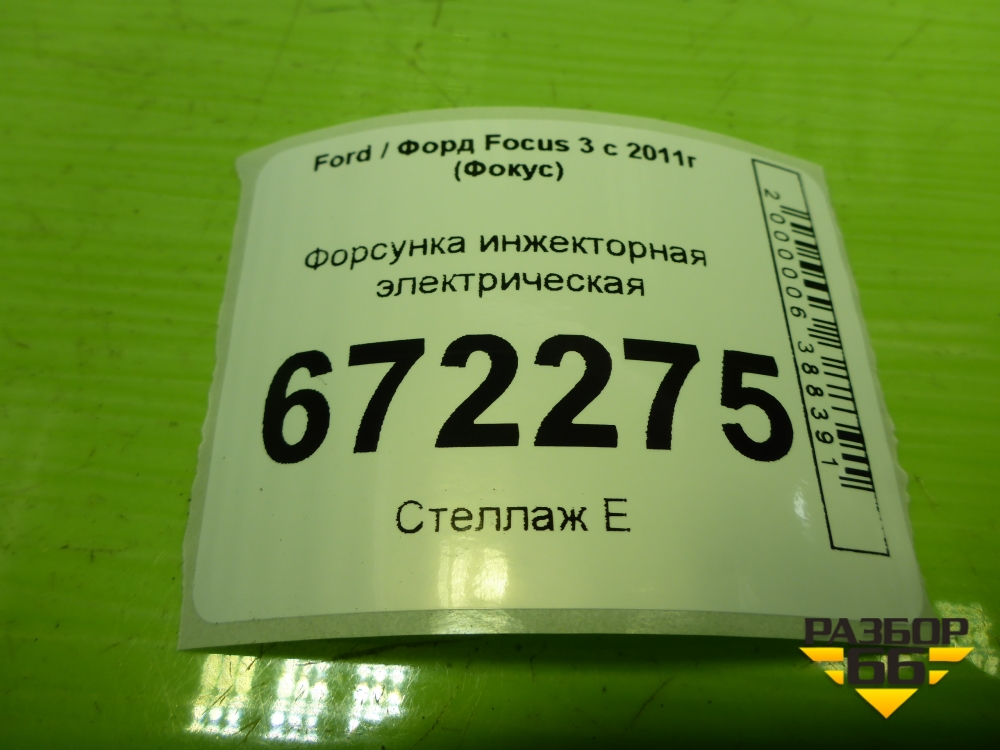 Ford / Форд Focus 3 с 2011г
(Фокус)
Форсунка инжекторная
электрическая
672275
Стеллаж Е
2000006388391
РАЗБОР
66